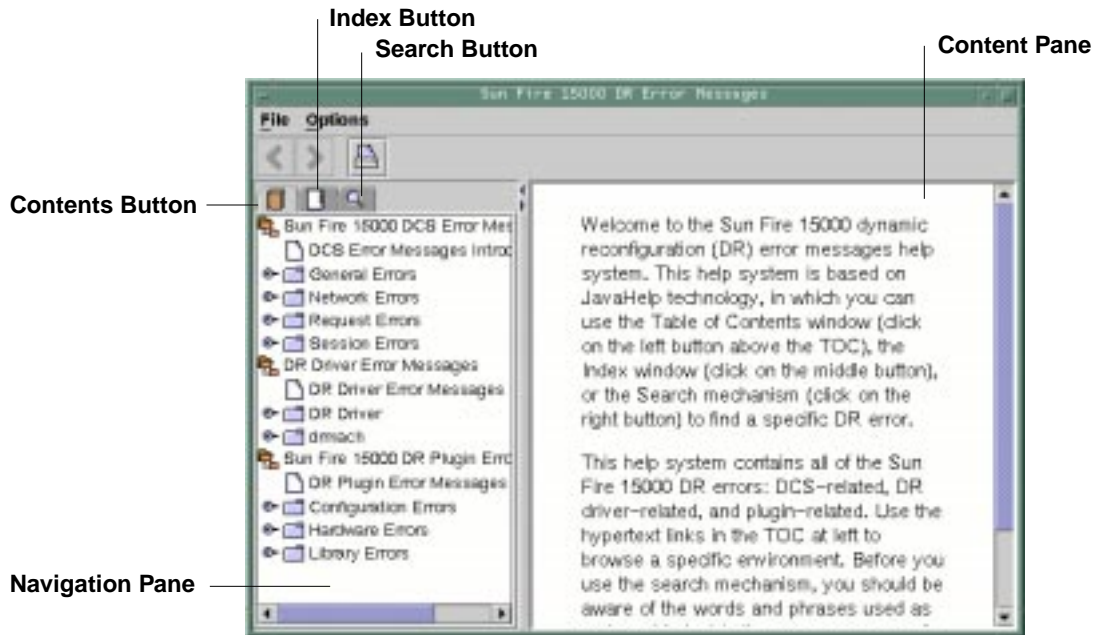 Index Button
Search Button
Content Pane
Sun Fire 15000 DR Error Messages
File Options
Contents Button
Sun Fire 15000 DCS Error Mes
DCS Error Messages Introd
General Errors
Network Errors
Request Errors
Session Errors
DR Driver Error Messages
DR Driver Error Messages
DR Driver
drmach
Sun Fire 15000 DR Plugin Erro
DR Plugin Error Messages
Configuration Errors
Hardware Errors
Library Errors
Navigation Pane
Welcome to the Sun Fire 15000 dynamic
reconfiguration (DR) error messages help
system. This help system is based on
JavaHelp technology, in which you can
use the Table of Contents window (click
on the left button above the TOC), the
Index window (click on the middle button),
or the Search mechanism (click on the
right button) to find a specific DR error.
This help system contains all of the Sun
Fire 15000 DR errors: DCS-related, DR
driver-related, and plugin-related. Use the
hypertext links in the TOC at left to
browse a specific environment. Before you
use the search mechanism, you should be
aware of the words and phrases used as